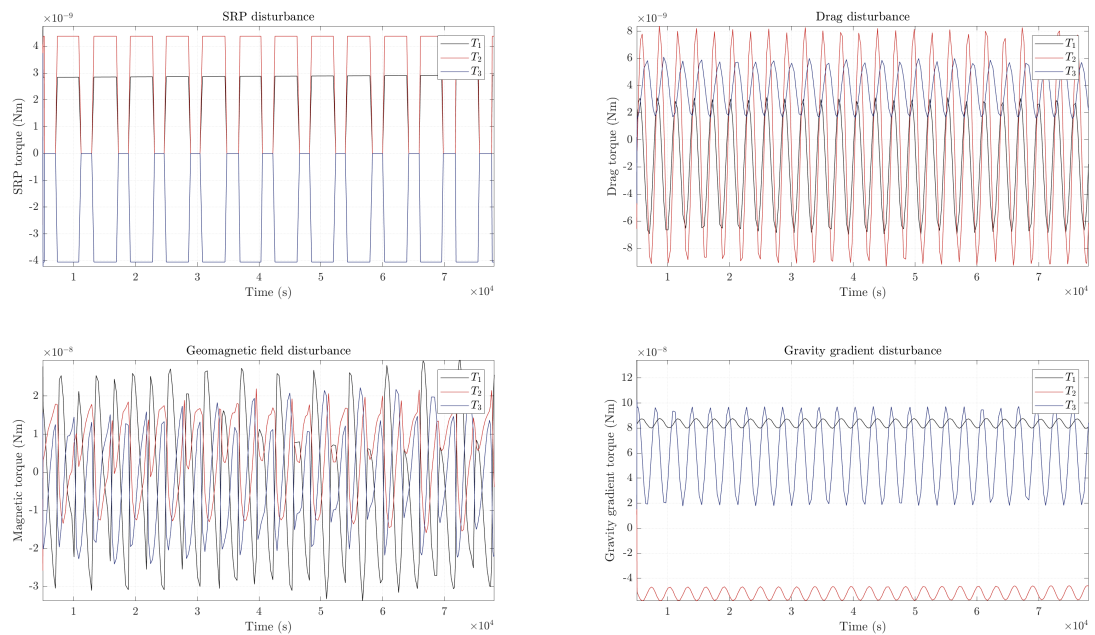 SRP disturbance
×10⁻⁹
4
3
2
1
0
-1
-2
-3
-4
SRP torque (Nm)
T₁
T₂
T₃
1 2 3 4 5 6 7
×10⁴
Time (s)
Drag disturbance
×10⁻⁹
8
6
4
2
0
-2
-4
-6
-8
Drag torque (Nm)
T₁
T₂
T₃
1 2 3 4 5 6 7
×10⁴
Time (s)
Geomagnetic field disturbance
×10⁻⁸
2
1
0
-1
-2
-3
Magnetic torque (Nm)
T₁
T₂
T₃
1 2 3 4 5 6 7
×10⁴
Time (s)
Gravity gradient disturbance
×10⁻⁸
12
10
8
6
4
2
0
-2
-4
Gravity gradient torque (Nm)
T₁
T₂
T₃
1 2 3 4 5 6 7
×10⁴
Time (s)